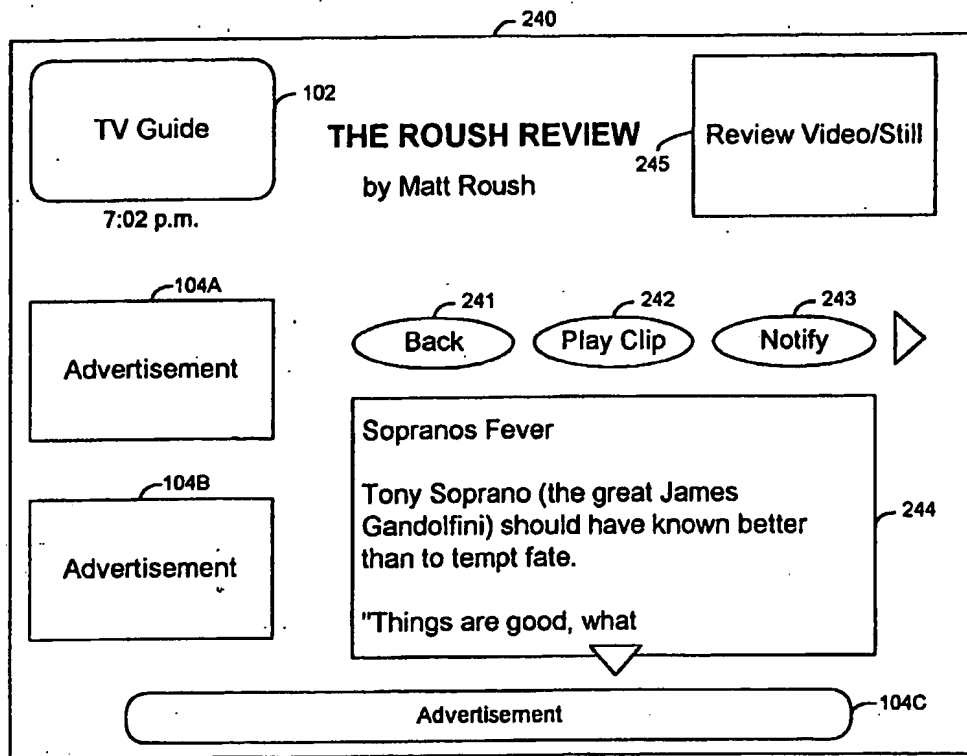 240
102
TV Guide
THE ROUSH REVIEW
245
Review Video/Still
by Matt Roush
7:02 p.m.
104A
241
242
243
Advertisement
Back
Play Clip
Notify
Sopranos Fever
104B
Tony Soprano (the great James
Gandolfini) should have known better
than to tempt fate.
244
Advertisement
"Things are good, what
Advertisement
104C